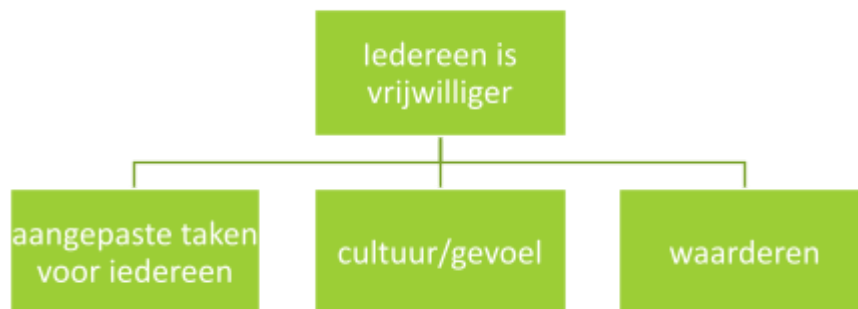 Iedereen is
vrijwilliger
aangepaste taken
voor iedereen
cultuur/gevoel
waarderen